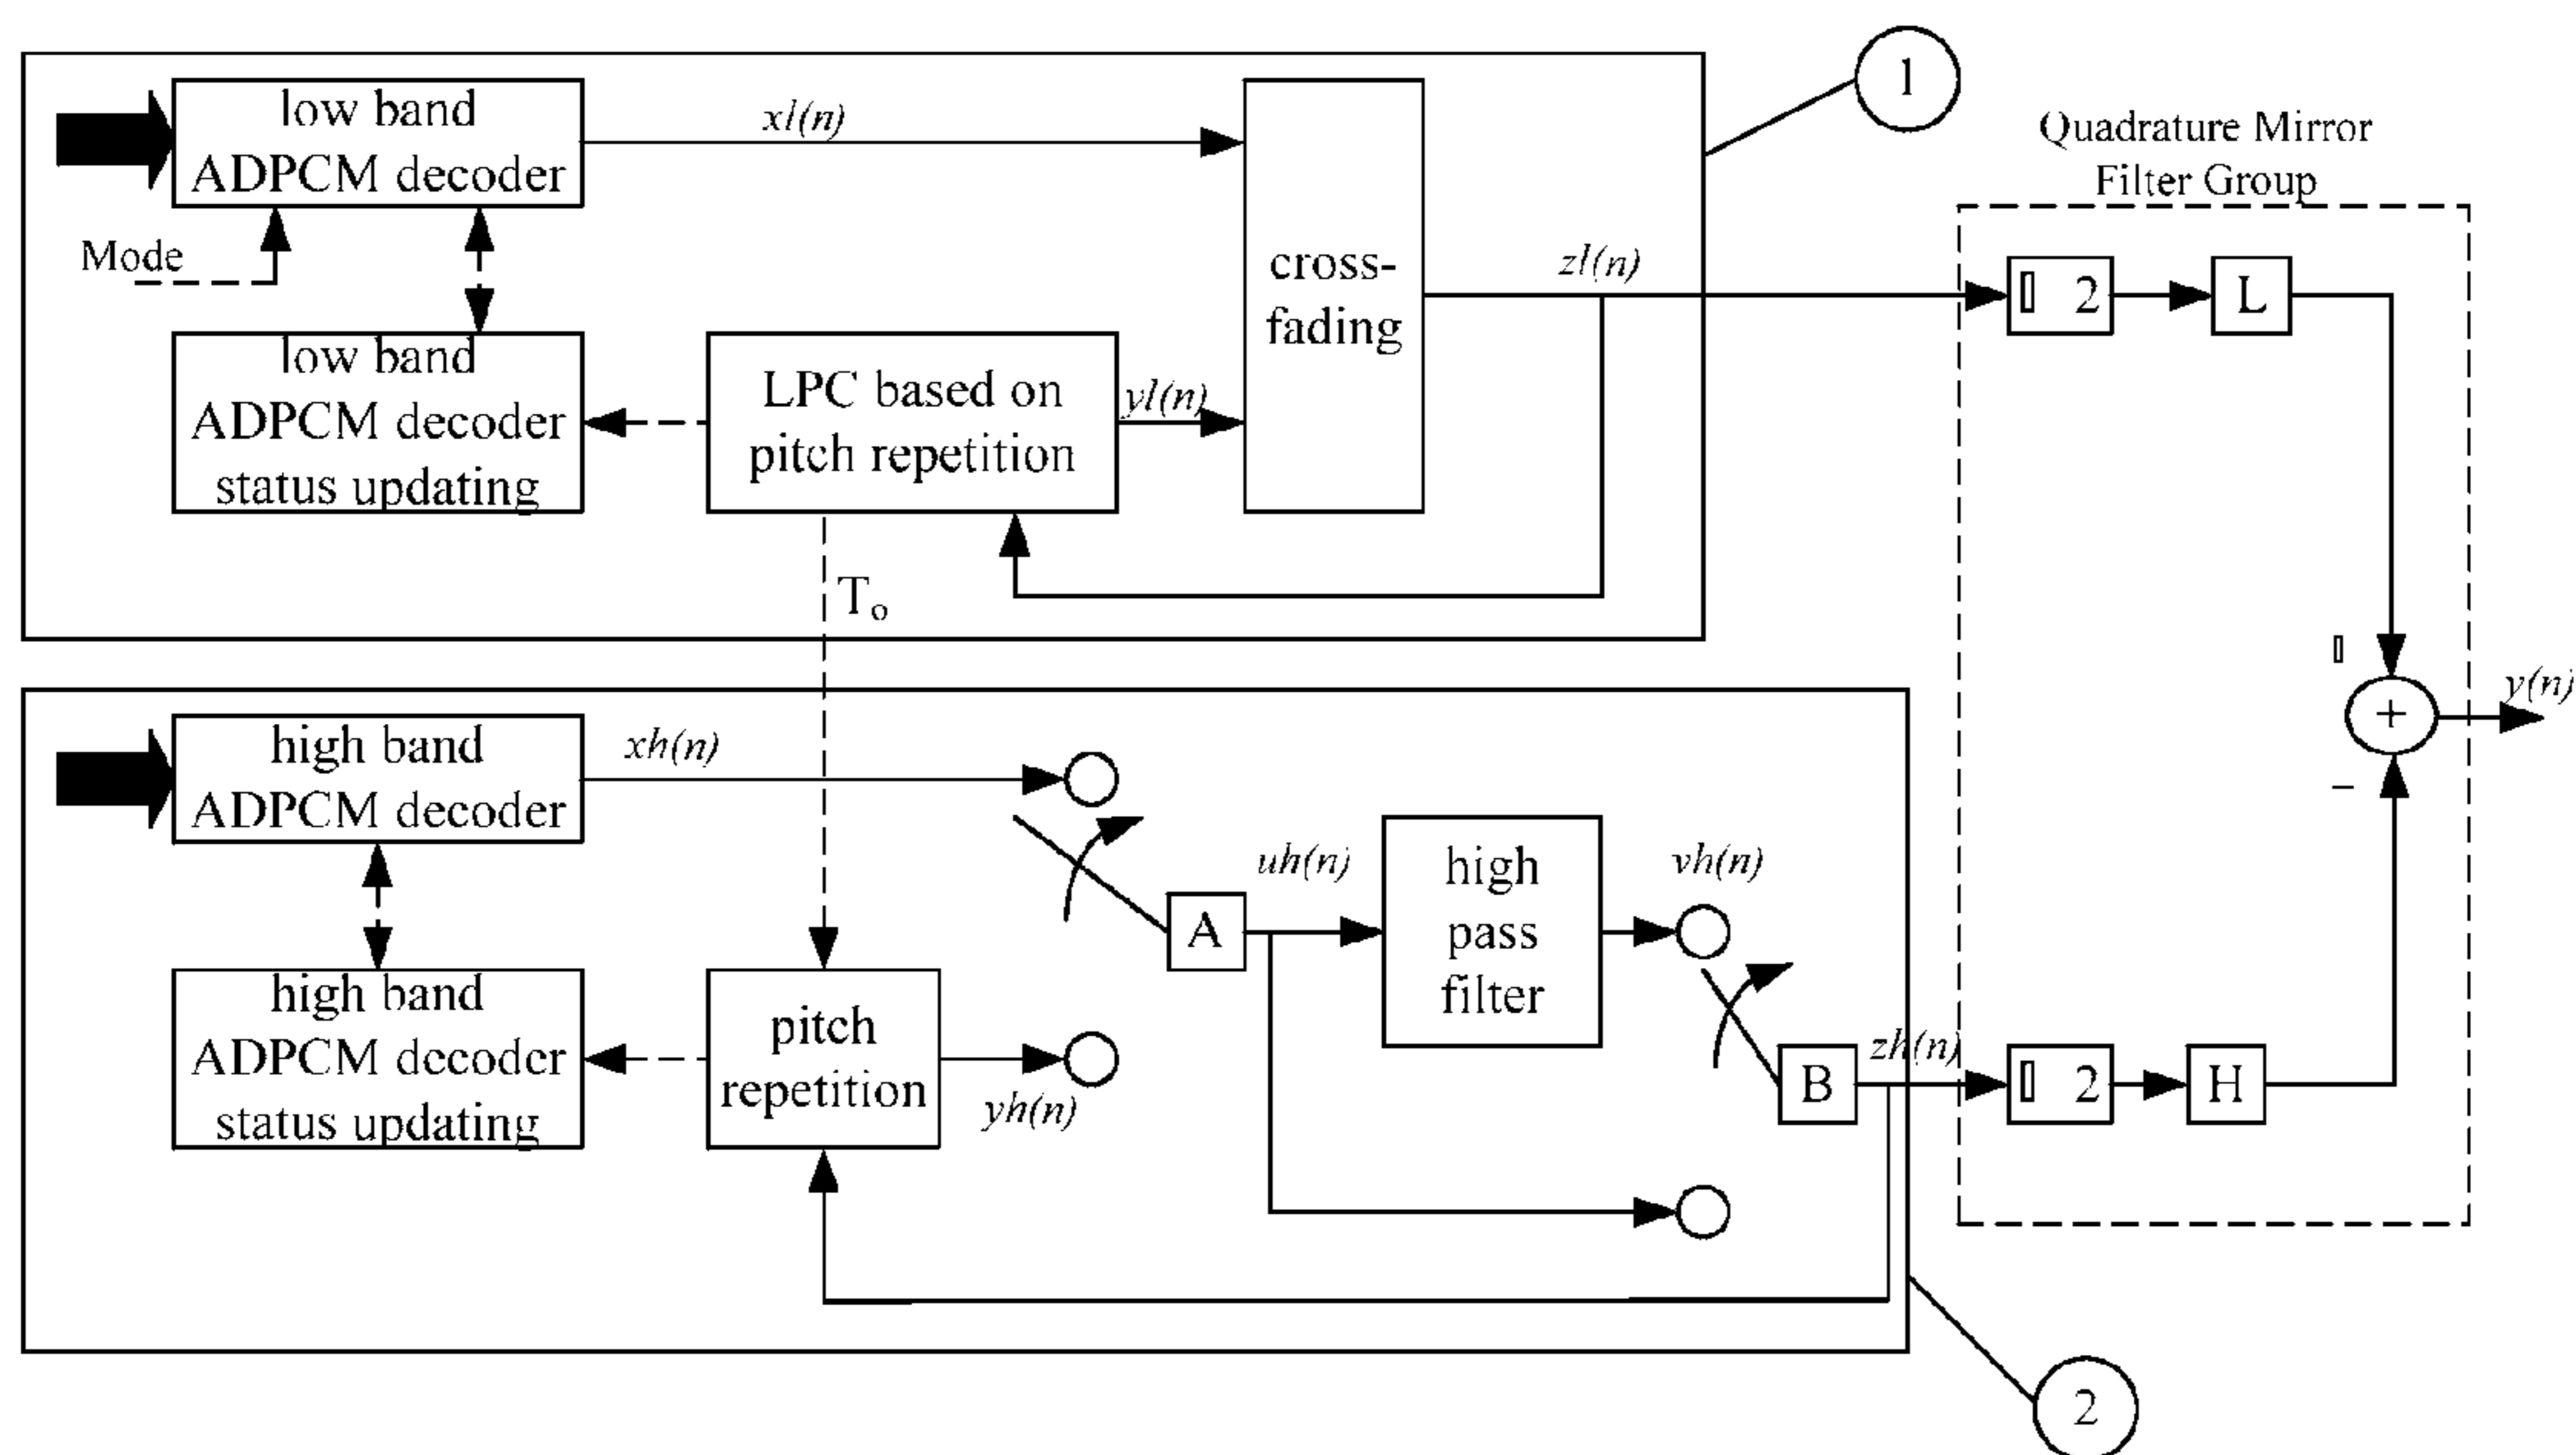 1
Quadrature Mirror
Filter Group
low band
ADPCM decoder
xl(n)
Mode
cross-
fading
zl(n)
2
L
low band
ADPCM decoder
status updating
LPC based on
pitch repetition
yl(n)
To
+
−
y(n)
high band
ADPCM decoder
xh(n)
A
uh(n)
high
pass
filter
vh(n)
high band
ADPCM decoder
status updating
pitch
repetition
yh(n)
B
zh(n)
2
H
2